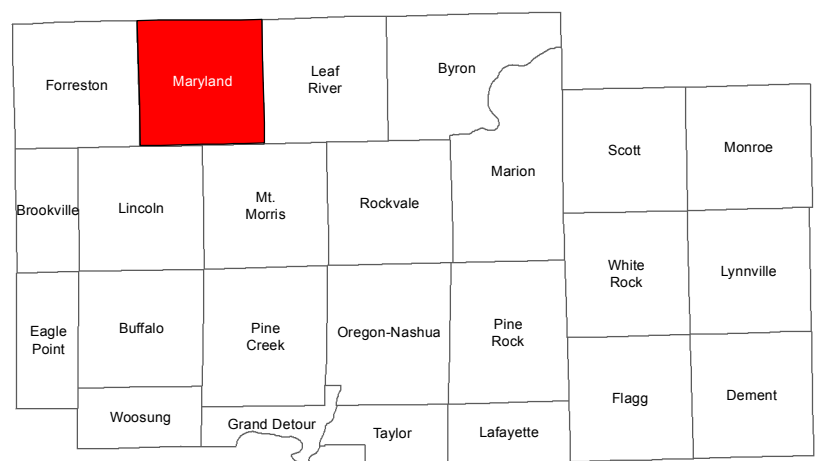 Forreston
Maryland
Leaf
River
Byron
Scott
Monroe
Brookville
Lincoln
Mt.
Morris
Rockvale
Marion
White
Rock
Lynnville
Eagle
Point
Buffalo
Pine
Creek
Oregon-Nashua
Pine
Rock
Flagg
Dement
Woosung
Grand Detour
Taylor
Lafayette